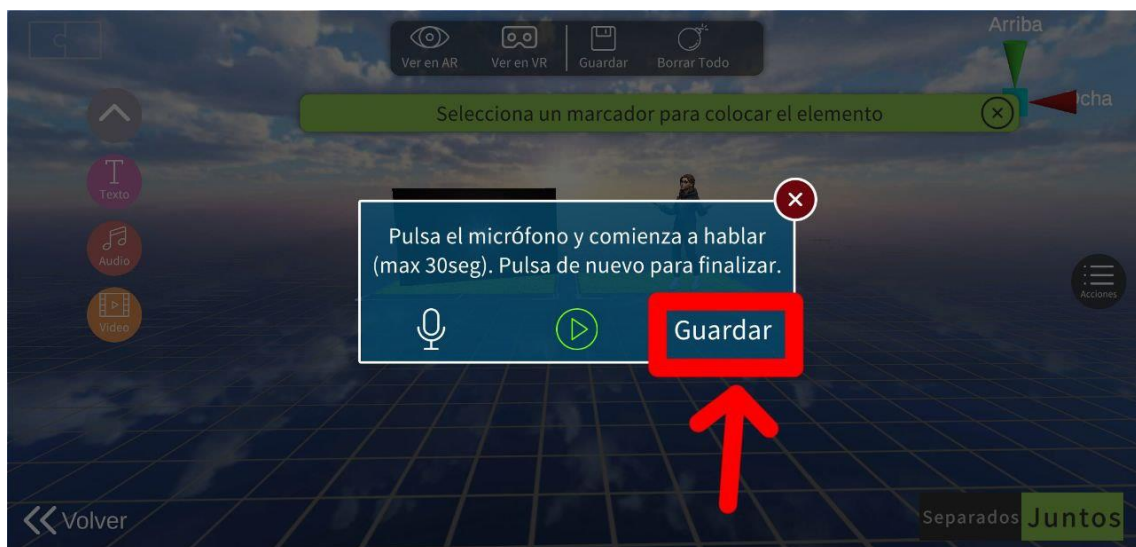 Arriba
Ver en AR
Ver en VR
Guardar
Borrar Todo
Selecciona un marcador para colocar el elemento
echa
Texto
Audio
Video
Pulsa el micrófono y comienza a hablar
(max 30seg). Pulsa de nuevo para finalizar.
Guardar
Acciones
Volver
Separados
Juntos